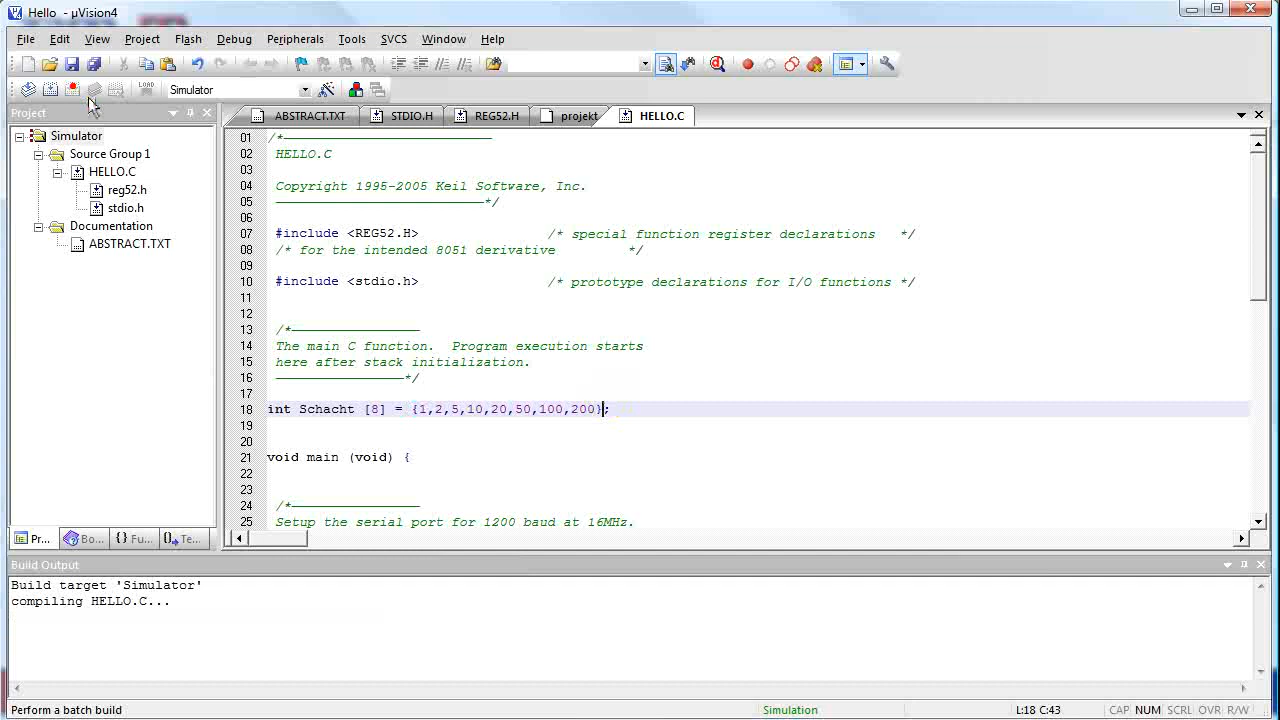 Hello - µVision4
File Edit View Project Flash Debug Peripherals Tools SVCS Window Help
LOAD Simulator
Project
ABSTRACT.TXT STDIO.H REG52.H projekt HELLO.C
Simulator
Source Group 1
HELLO.C
reg52.h
stdio.h
Documentation
ABSTRACT.TXT
01 /*
02 HELLO.C
03
04 Copyright 1995-2005 Keil Software, Inc.
05 */
06
07 #include <REG52.H> /* special function register declarations */
08 /* for the intended 8051 derivative */
09
10 #include <stdio.h> /* prototype declarations for I/O functions */
11
12
13 /*
14 The main C function. Program execution starts
15 here after stack initialization.
16 */
17
18 int Schacht [8] = {1,2,5,10,20,50,100,200};
19
20
21 void main (void) {
22
23
24 /*
25 Setup the serial port for 1200 baud at 16MHz.
Pr... Bo... {} Fu... Te...
Build Output
Build target 'Simulator'
compiling HELLO.C...
Perform a batch build Simulation L:18 C:43 CAP NUM SCRL OVR R/W